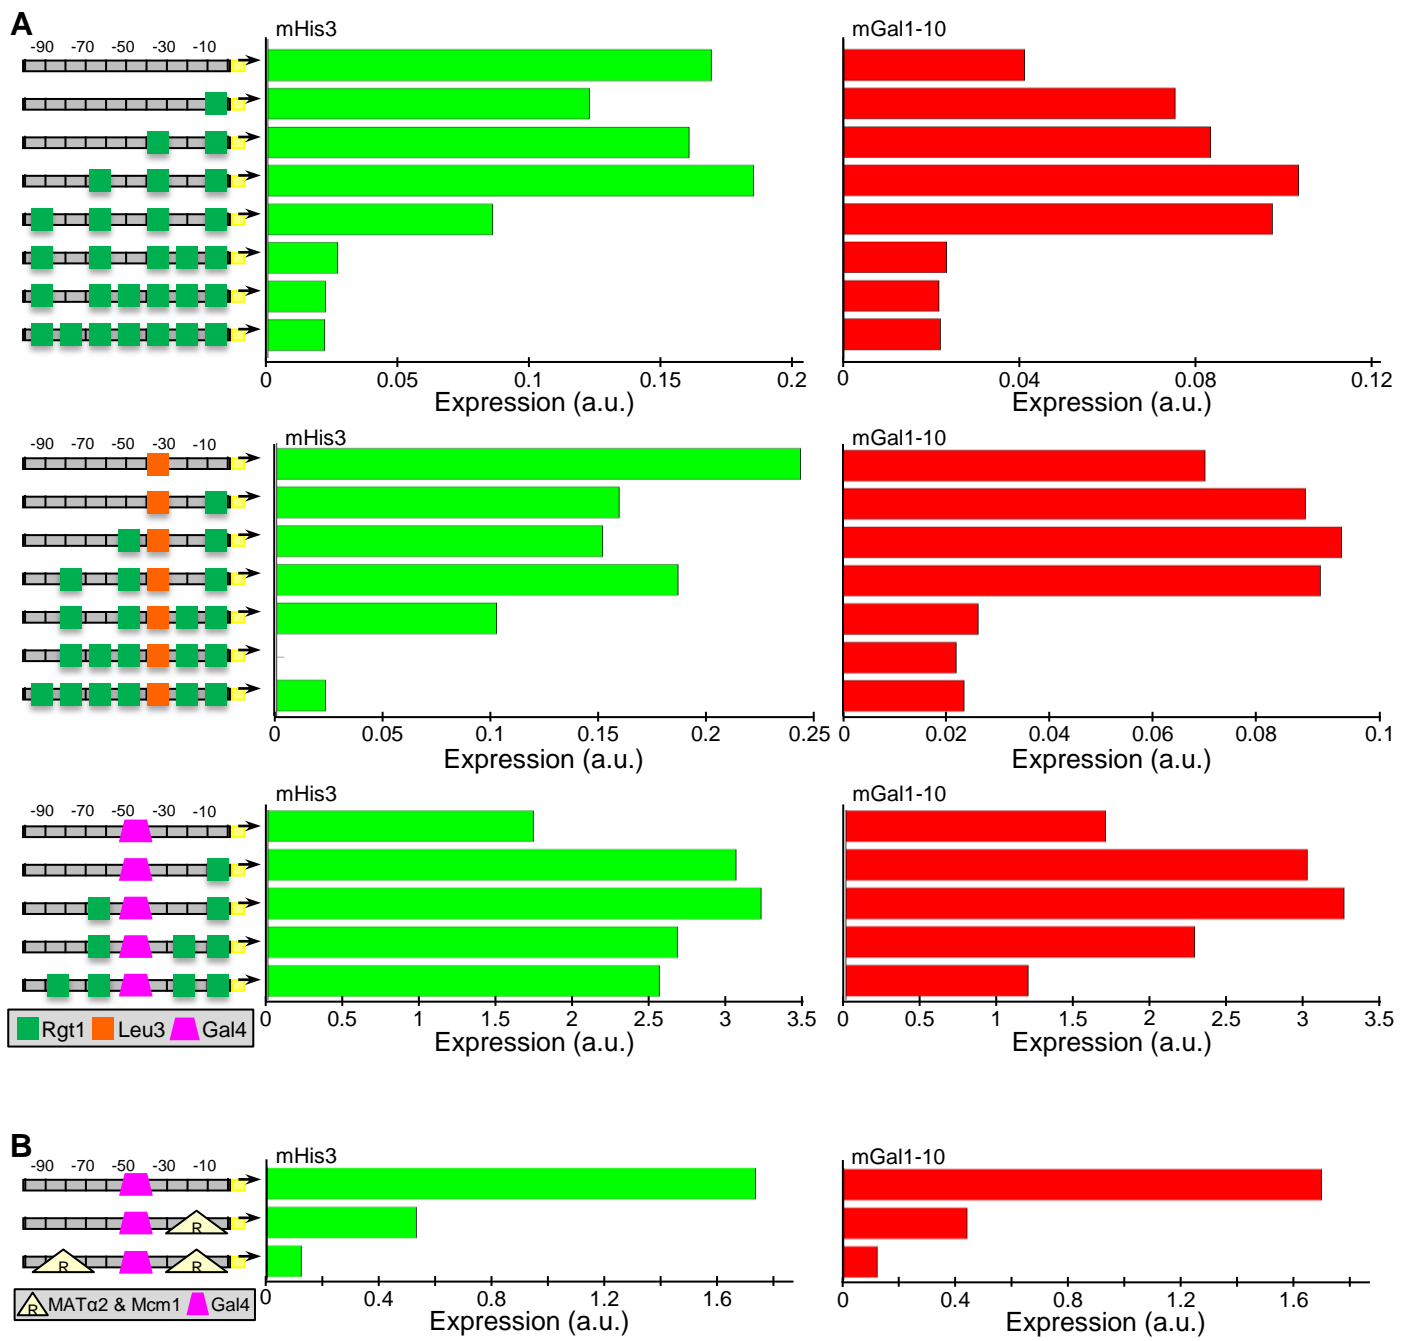 A
mHis3
mGal1-10
-90 -70 -50 -30 -10
0 0.05 0.1 0.15 0.2
0 0.04 0.08 0.12
Expression (a.u.)
Expression (a.u.)
mHis3
mGal1-10
-90 -70 -50 -30 -10
0 0.05 0.1 0.15 0.2 0.25
0 0.02 0.04 0.06 0.08 0.1
Expression (a.u.)
Expression (a.u.)
mHis3
mGal1-10
-90 -70 -50 -30 -10
0 0.5 1 1.5 2 2.5 3 3.5
0 0.5 1 1.5 2 2.5 3 3.5
Rgt1 Leu3 Gal4
Expression (a.u.)
Expression (a.u.)
B
mHis3
mGal1-10
-90 -70 -50 -30 -10
R
R R
0 0.4 0.8 1.2 1.6
0 0.4 0.8 1.2 1.6
R MATα2 & Mcm1 Gal4
Expression (a.u.)
Expression (a.u.)